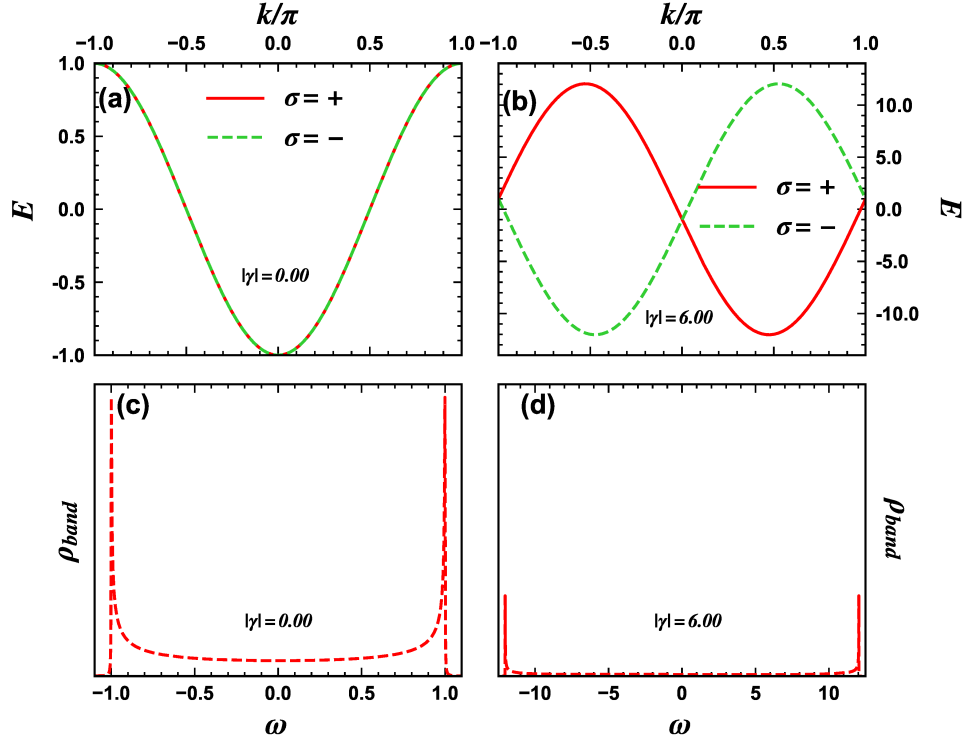 k/π k/π
−1.0 −0.5 0.0 0.5 1.0 −1.0 −0.5 0.0 0.5 1.0
(a) σ = + σ = − |γ| = 0.00
1.0 0.5 0.0 -0.5 -1.0
E
(b) σ = + σ = − |γ| = 6.00
10.0 5.0 0.0 -5.0 -10.0
E
(c) |γ| = 0.00
ρband
−1.0 −0.5 0.0 0.5 1.0
ω
(d) |γ| = 6.00
ρband
−10 −5 0 5 10
ω